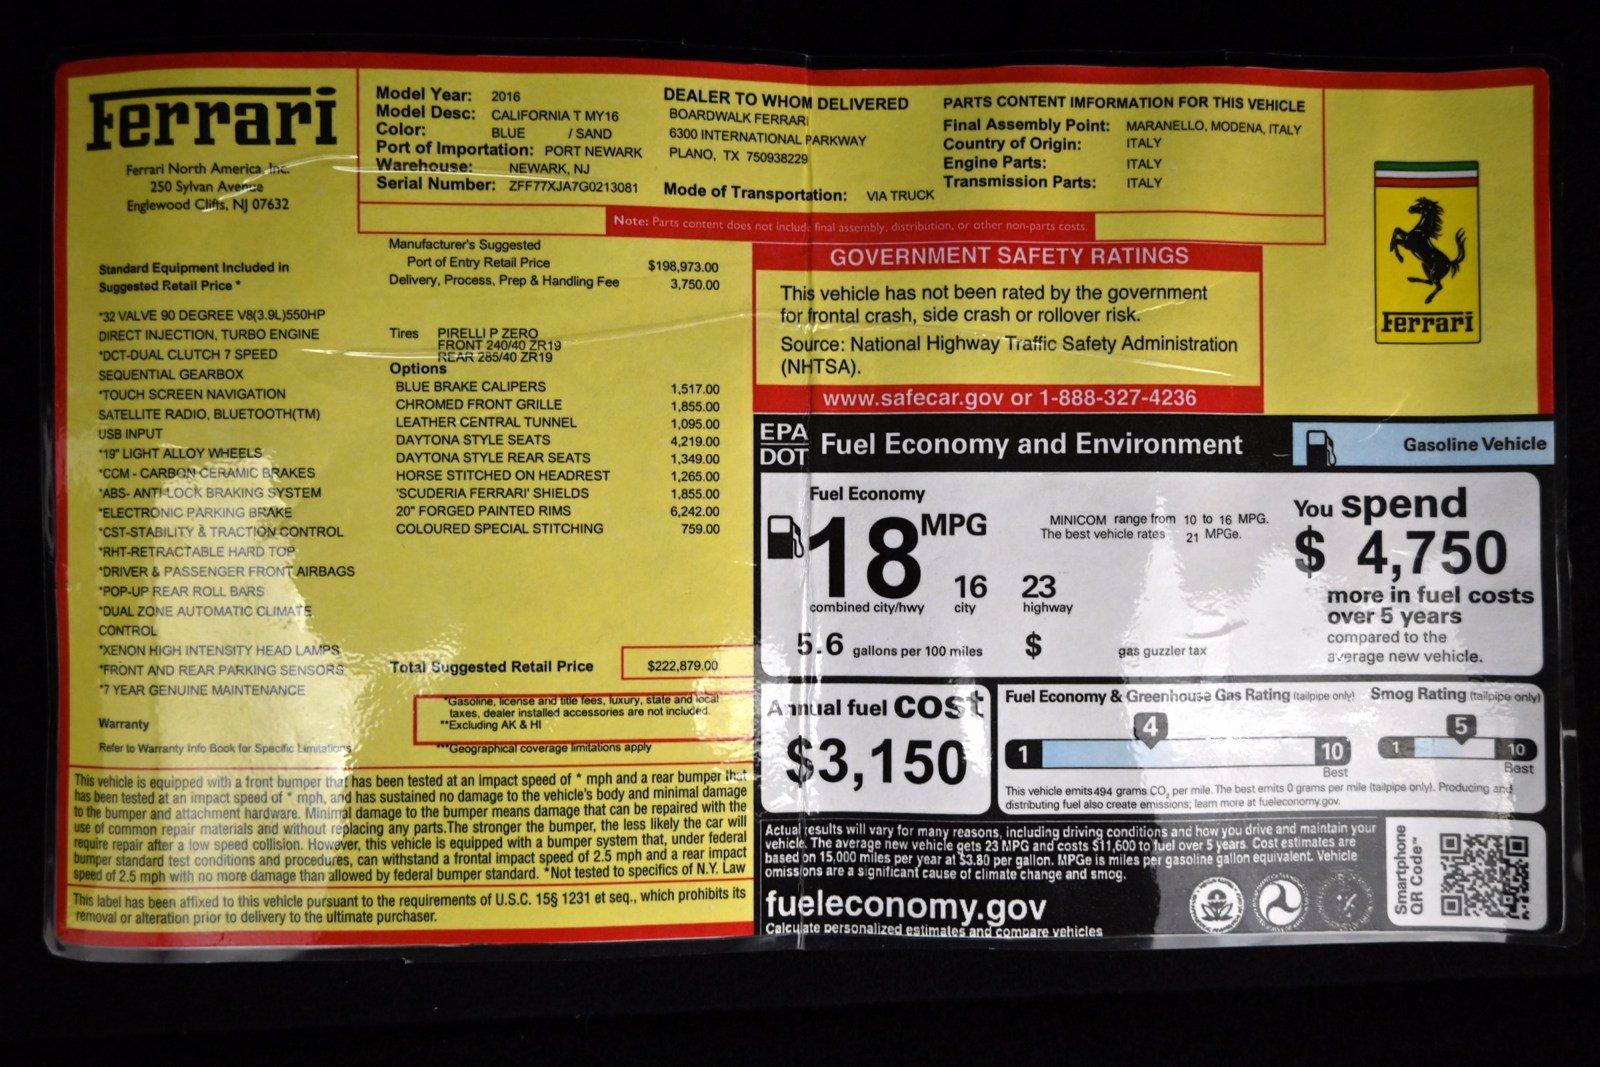 Ferrari
Ferrari North America, Inc.
250 Sylvan Avenue
Englewood Cliffs, NJ 07632
Model Year: 2016
Model Desc: CALIFORNIA T MY16
Color: BLUE / SAND
Port of Importation: PORT NEWARK
Warehouse: NEWARK, NJ
Serial Number: ZFF77XJA7G0213081
DEALER TO WHOM DELIVERED
BOARDWALK FERRARI
6300 INTERNATIONAL PARKWAY
PLANO, TX 750938229
Mode of Transportation: VIA TRUCK
PARTS CONTENT IMFORMATION FOR THIS VEHICLE
Final Assembly Point: MARANELLO, MODENA, ITALY
Country of Origin: ITALY
Engine Parts: ITALY
Transmission Parts: ITALY
Note: Parts content does not include final assembly, distribution, or other non-parts costs.
Ferrari
Standard Equipment Included in
Suggested Retail Price *
*32 VALVE 90 DEGREE V8(3.9L)550HP
DIRECT INJECTION, TURBO ENGINE
*DCT-DUAL CLUTCH 7 SPEED
SEQUENTIAL GEARBOX
*TOUCH SCREEN NAVIGATION
SATELLITE RADIO, BLUETOOTH(TM)
USB INPUT
*19" LIGHT ALLOY WHEELS
*CCM - CARBON-CERAMIC BRAKES
*ABS- ANTI-LOCK BRAKING SYSTEM
*ELECTRONIC PARKING BRAKE
*CST-STABILITY & TRACTION CONTROL
*RHT-RETRACTABLE HARD TOP
*DRIVER & PASSENGER FRONT AIRBAGS
*POP-UP REAR ROLL BARS
*DUAL ZONE AUTOMATIC CLIMATE
CONTROL
*XENON HIGH INTENSITY HEAD LAMPS
*FRONT AND REAR PARKING SENSORS
*7 YEAR GENUINE MAINTENANCE
Warranty
Refer to Warranty Info Book for Specific Limitations
Manufacturer's Suggested
Port of Entry Retail Price $198,973.00
Delivery, Process, Prep & Handling Fee 3,750.00
Tires PIRELLI P ZERO
FRONT 240/40 ZR19
REAR 285/40 ZR19
Options
BLUE BRAKE CALIPERS 1,517.00
CHROMED FRONT GRILLE 1,855.00
LEATHER CENTRAL TUNNEL 1,095.00
DAYTONA STYLE SEATS 4,219.00
DAYTONA STYLE REAR SEATS 1,349.00
HORSE STITCHED ON HEADREST 1,265.00
'SCUDERIA FERRARI' SHIELDS 1,855.00
20" FORGED PAINTED RIMS 6,242.00
COLOURED SPECIAL STITCHING 759.00
Total Suggested Retail Price $222,879.00
*Gasoline, license and title fees, luxury, state and local
taxes, dealer installed accessories are not included.
**Excluding AK & HI
***Geographical coverage limitations apply
This vehicle is equipped with a front bumper that has been tested at an impact speed of * mph and a rear bumper that
has been tested at an impact speed of * mph, and has sustained no damage to the vehicle's body and minimal damage
to the bumper and attachment hardware. Minimal damage to the bumper means damage that can be repaired with the
use of common repair materials and without replacing any parts.The stronger the bumper, the less likely the car will
require repair after a low speed collision. However, this vehicle is equipped with a bumper system that, under federal
bumper standard test conditions and procedures, can withstand a frontal impact speed of 2.5 mph and a rear impact
speed of 2.5 mph with no more damage than allowed by federal bumper standard. *Not tested to specifics of N.Y. Law
This label has been affixed to this vehicle pursuant to the requirements of U.S.C. 15§ 1231 et seq., which prohibits its
removal or alteration prior to delivery to the ultimate purchaser.
GOVERNMENT SAFETY RATINGS
This vehicle has not been rated by the government
for frontal crash, side crash or rollover risk.
Source: National Highway Traffic Safety Administration
(NHTSA).
www.safecar.gov or 1-888-327-4236
EPA
DOT
Fuel Economy and Environment
Gasoline Vehicle
Fuel Economy
18 MPG
combined city/hwy
16
city
23
highway
MINICOM range from 10 to 16 MPG.
The best vehicle rates 21 MPGe.
5.6 gallons per 100 miles
$ gas guzzler tax
You spend
$ 4,750
more in fuel costs
over 5 years
compared to the
average new vehicle.
Annual fuel cost
$3,150
Fuel Economy & Greenhouse Gas Rating (tailpipe only)
4
1 10
Best
Smog Rating (tailpipe only)
5
1 10
Best
This vehicle emits 494 grams CO2 per mile. The best emits 0 grams per mile (tailpipe only). Producing and
distributing fuel also create emissions; learn more at fueleconomy.gov.
Actual results will vary for many reasons, including driving conditions and how you drive and maintain your
vehicle. The average new vehicle gets 23 MPG and costs $11,600 to fuel over 5 years. Cost estimates are
based on 15,000 miles per year at $3.80 per gallon. MPGe is miles per gasoline gallon equivalent. Vehicle
omissions are a significant cause of climate change and smog.
fueleconomy.gov
Calculate personalized estimates and compare vehicles
Smartphone
QR Code™